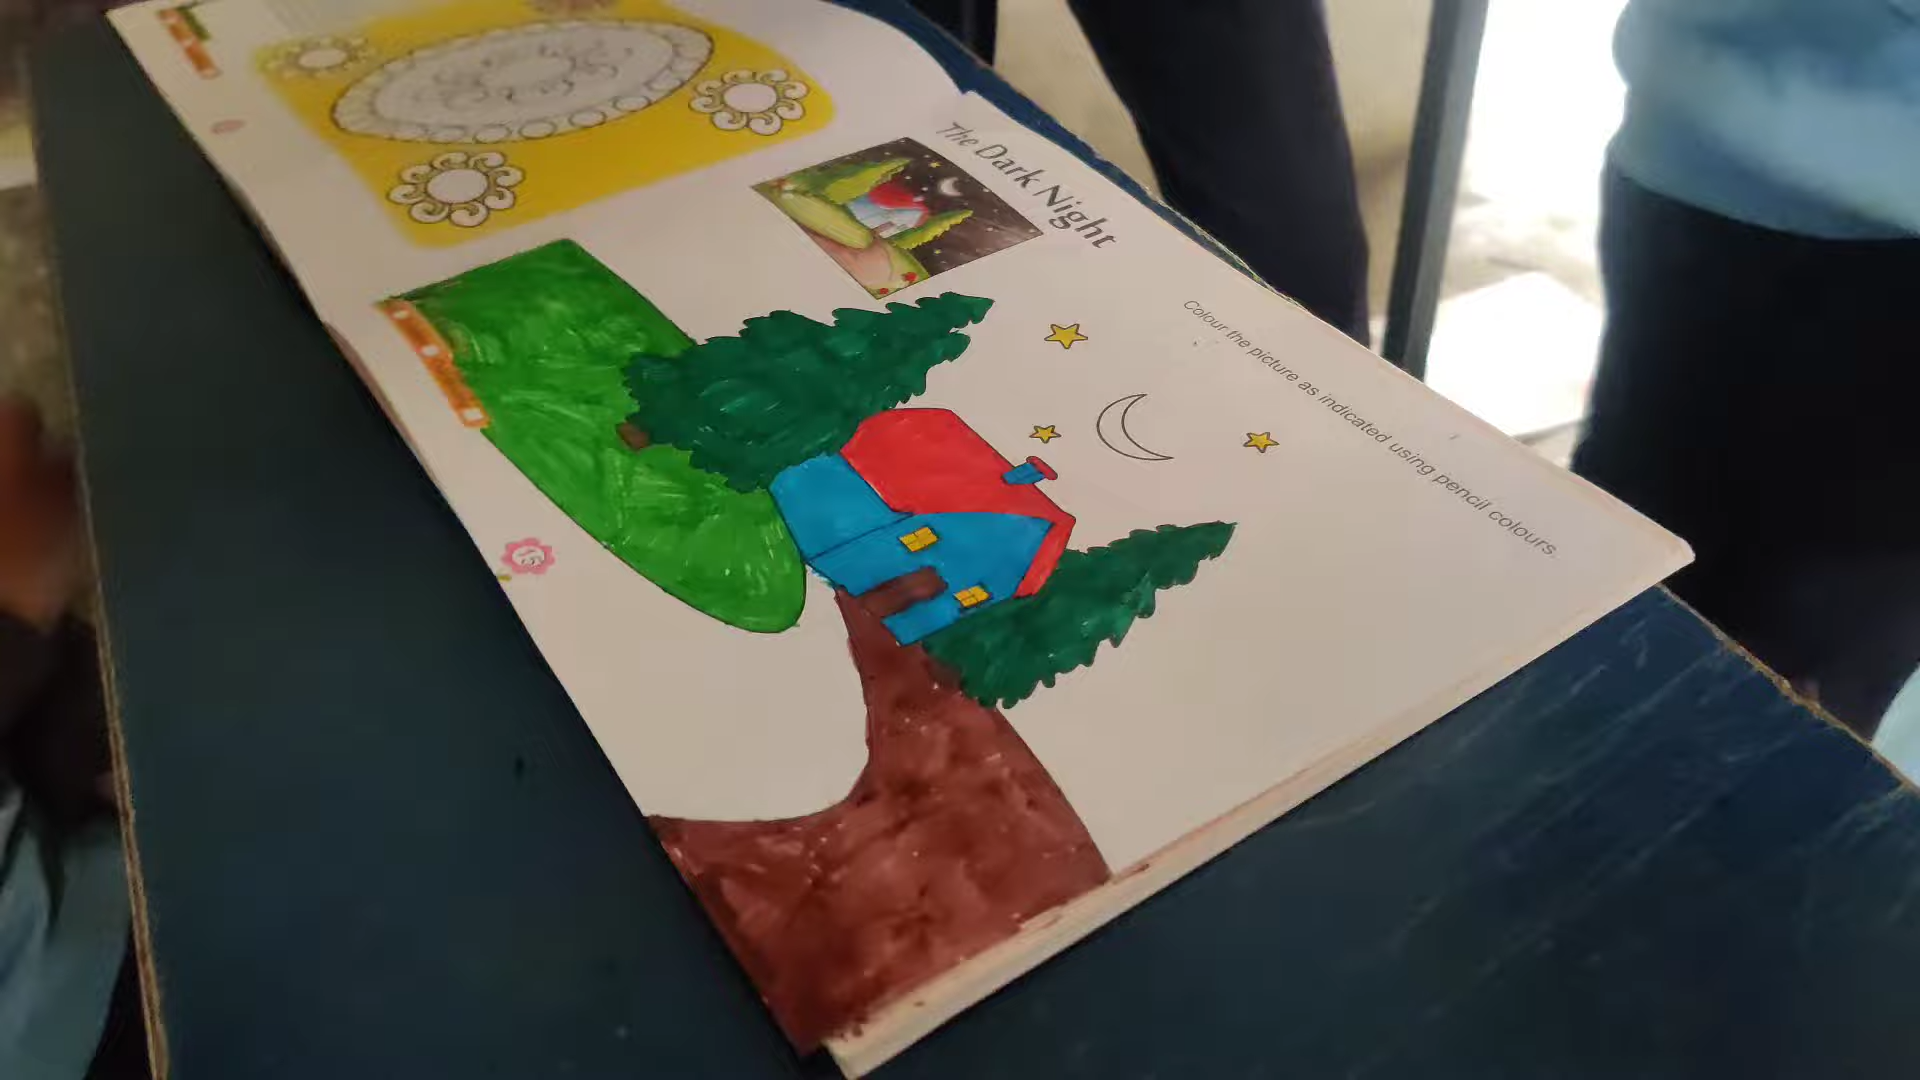 The Dark Night
Colour the picture as indicated using pencil colours
15